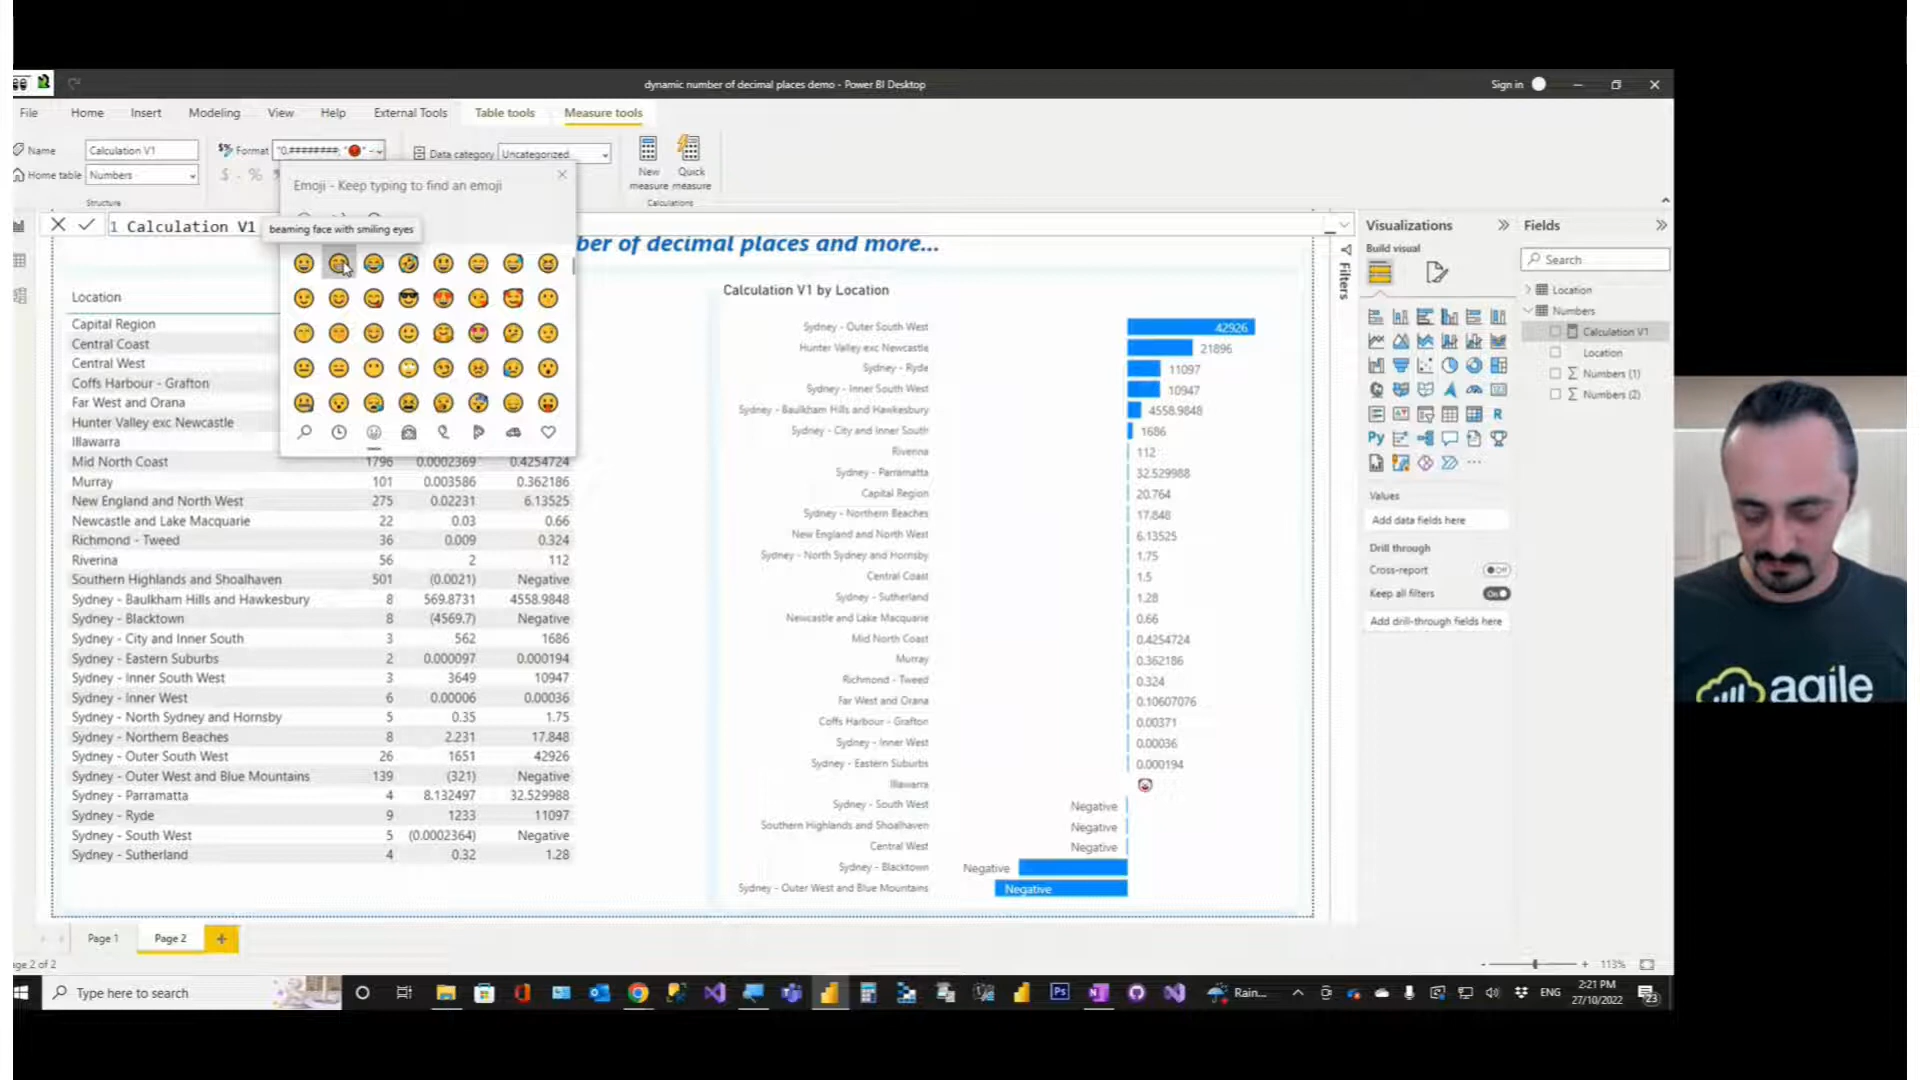 dynamic number of decimal places demo - Power BI Desktop
Sign in
File Home Insert Modeling View Help External Tools Table tools Measure tools
Name Calculation V1
Format "0.########; "
Data category Uncategorized
Home table Numbers
$ %
New measure
Quick measure
Structure
Calculations
Emoji - Keep typing to find an emoji
beaming face with smiling eyes
1 Calculation V1
ber of decimal places and more...
Location
Capital Region
Central Coast
Central West
Coffs Harbour - Grafton
Far West and Orana
Hunter Valley exc Newcastle
Illawarra
Mid North Coast 1796 0.0002369 0.4254724
Murray 101 0.003586 0.362186
New England and North West 275 0.02231 6.13525
Newcastle and Lake Macquarie 22 0.03 0.66
Richmond - Tweed 36 0.009 0.324
Riverina 56 2 112
Southern Highlands and Shoalhaven 501 (0.0021) Negative
Sydney - Baulkham Hills and Hawkesbury 8 569.8731 4558.9848
Sydney - Blacktown 8 (4569.7) Negative
Sydney - City and Inner South 3 562 1686
Sydney - Eastern Suburbs 2 0.000097 0.000194
Sydney - Inner South West 3 3649 10947
Sydney - Inner West 6 0.00006 0.00036
Sydney - North Sydney and Hornsby 5 0.35 1.75
Sydney - Northern Beaches 8 2.231 17.848
Sydney - Outer South West 26 1651 42926
Sydney - Outer West and Blue Mountains 139 (321) Negative
Sydney - Parramatta 4 8.132497 32.529988
Sydney - Ryde 9 1233 11097
Sydney - South West 5 (0.0002364) Negative
Sydney - Sutherland 4 0.32 1.28
Calculation V1 by Location
Sydney - Outer South West 42926
Hunter Valley exc Newcastle 21896
Sydney - Ryde 11097
Sydney - Inner South West 10947
Sydney - Baulkham Hills and Hawkesbury 4558.9848
Sydney - City and Inner South 1686
Riverina 112
Sydney - Parramatta 32.529988
Capital Region 20.764
Sydney - Northern Beaches 17.848
New England and North West 6.13525
Sydney - North Sydney and Hornsby 1.75
Central Coast 1.5
Sydney - Sutherland 1.28
Newcastle and Lake Macquarie 0.66
Mid North Coast 0.4254724
Murray 0.362186
Richmond - Tweed 0.324
Far West and Orana 0.10607076
Coffs Harbour - Grafton 0.00371
Sydney - Inner West 0.00036
Sydney - Eastern Suburbs 0.000194
Illawarra
Sydney - South West Negative
Southern Highlands and Shoalhaven Negative
Central West Negative
Sydney - Blacktown Negative
Sydney - Outer West and Blue Mountains Negative
Filters
Visualizations
Build visual
R
Py
Values
Add data fields here
Drill through
Cross-report Off
Keep all filters On
Add drill-through fields here
Fields
Search
Location
Numbers
Calculation V1
Location
Numbers (1)
Numbers (2)
agile
Page 1
Page 2
ge 2 of 2
113%
Type here to search
Ps
Rain...
ENG
2:21 PM
27/10/2022
23